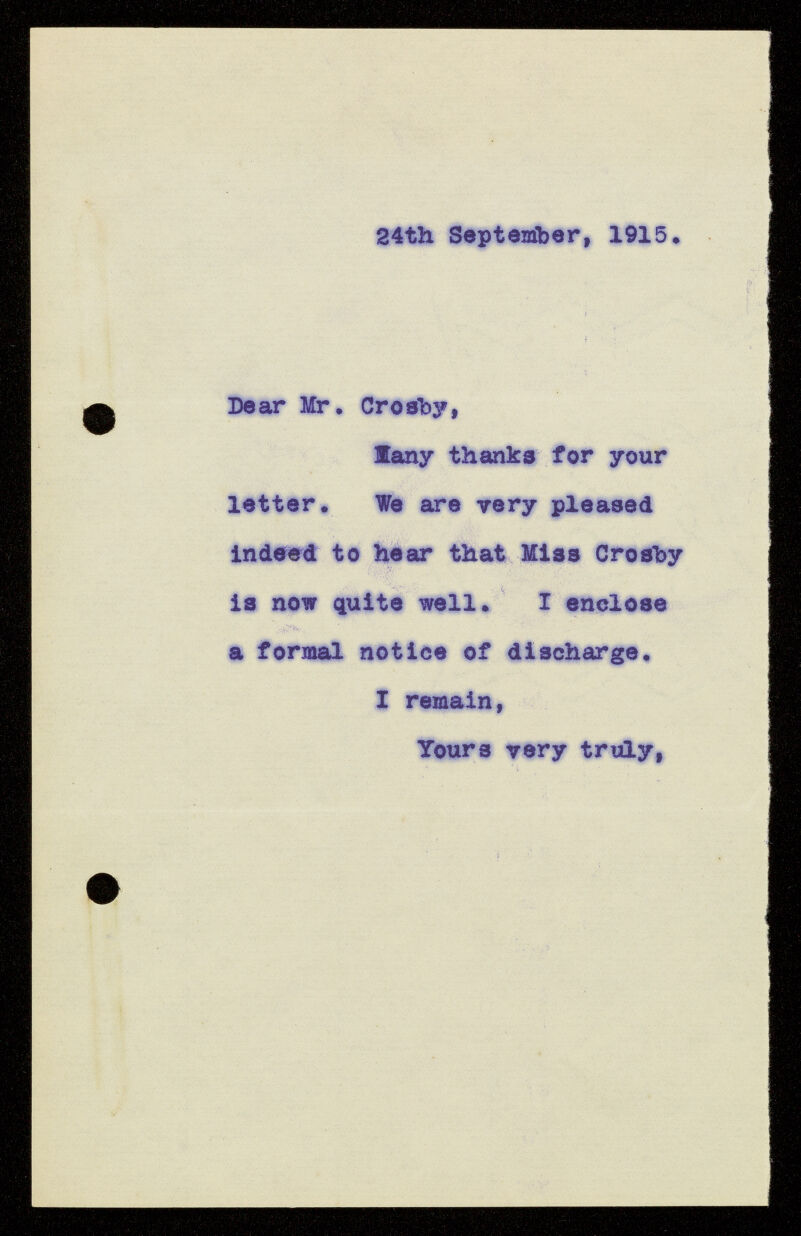 24th September, 1915.
Dear Mr. Crosby,
Many thanks for your
letter. We are very pleased
indeed to hear that Miss Crosby
is now quite well. I enclose
a formal notice of discharge.
I remain,
Yours very truly,